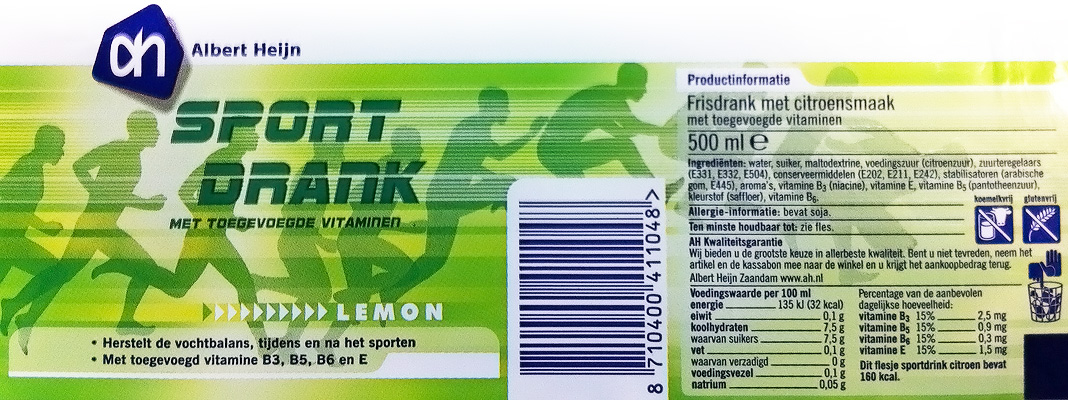 ah Albert Heijn
SPORT
DRANK
MET TOEGEVOEGDE VITAMINEN
LEMON
• Herstelt de vochtbalans, tijdens en na het sporten
• Met toegevoegd vitamine B3, B5, B6 en E
8 710400 411048 >
Productinformatie
Frisdrank met citroensmaak
met toegevoegde vitaminen
500 ml ℮
Ingrediënten: water, suiker, maltodextrine, voedingszuur (citroenzuur), zuurteregelaars
(E331, E332, E504), conserveermiddelen (E202, E211, E242), stabilisatoren (arabische
gom, E445), aroma's, vitamine B3 (niacine), vitamine E, vitamine B5 (pantotheenzuur),
kleurstof (saffloer), vitamine B6.
koemelkvrij glutenvrij
Allergie-informatie: bevat soja.
Ten minste houdbaar tot: zie fles.
AH Kwaliteitsgarantie
Wij bieden u de grootste keuze in allerbeste kwaliteit. Bent u niet tevreden, neem het
artikel en de kassabon mee naar de winkel en u krijgt het aankoopbedrag terug.
Albert Heijn Zaandam www.ah.nl
Voedingswaarde per 100 ml
energie 135 kJ (32 kcal)
eiwit 0,1 g
koolhydraten 7,5 g
waarvan suikers 7,5 g
vet 0,1 g
waarvan verzadigd 0 g
voedingsvezel 0,1 g
natrium 0,05 g
Percentage van de aanbevolen
dagelijkse hoeveelheid:
vitamine B3 15% 2,5 mg
vitamine B5 15% 0,9 mg
vitamine B6 15% 0,3 mg
vitamine E 15% 1,5 mg
Dit flesje sportdrink citroen bevat
160 kcal.